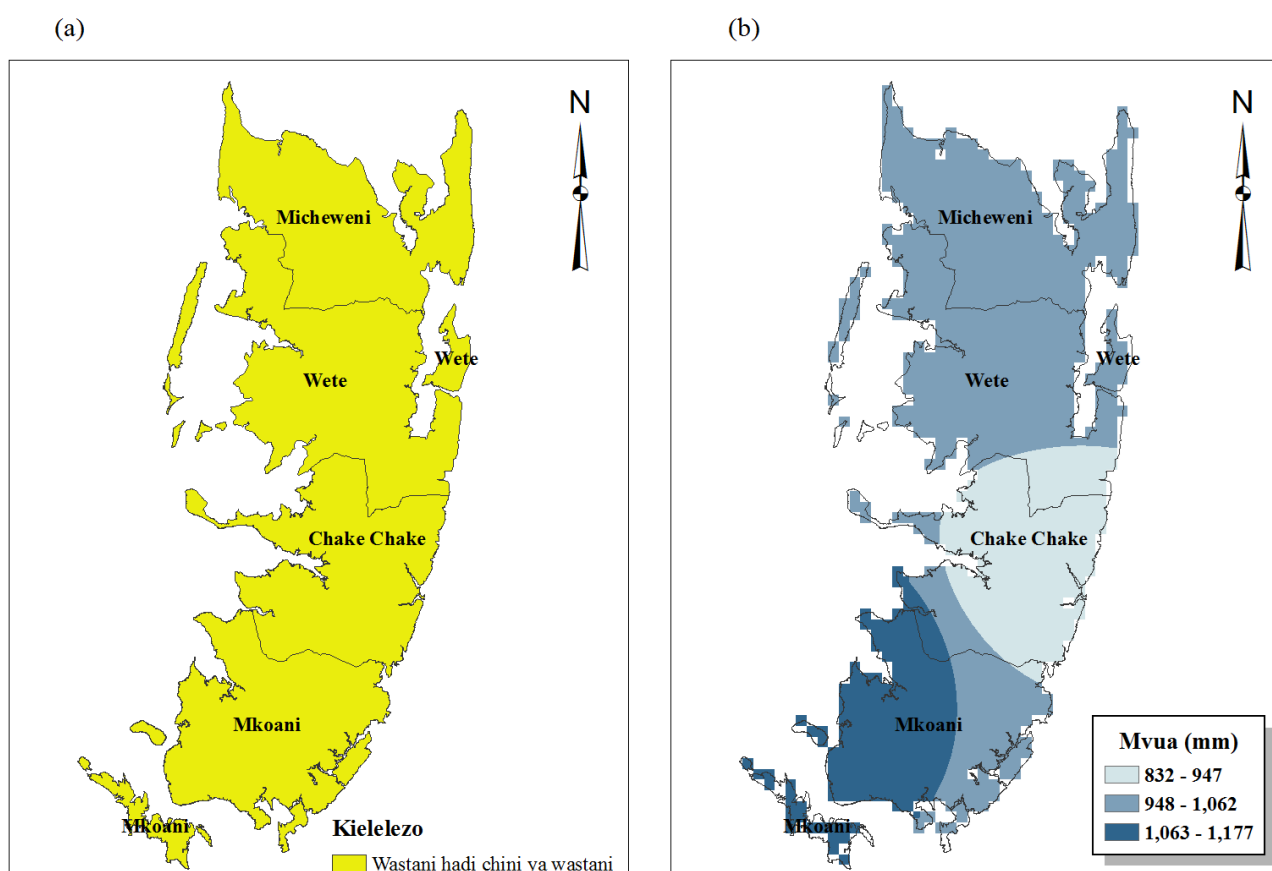 (a)
(b)
N
Micheweni
Wete
Wete
Chake Chake
Mkoani
Mkoani
Kielelezo
Wastani hadi chini ya wastani
N
Micheweni
Wete
Wete
Chake Chake
Mkoani
Mkoani
Mvua (mm)
832 - 947
948 - 1,062
1,063 - 1,177